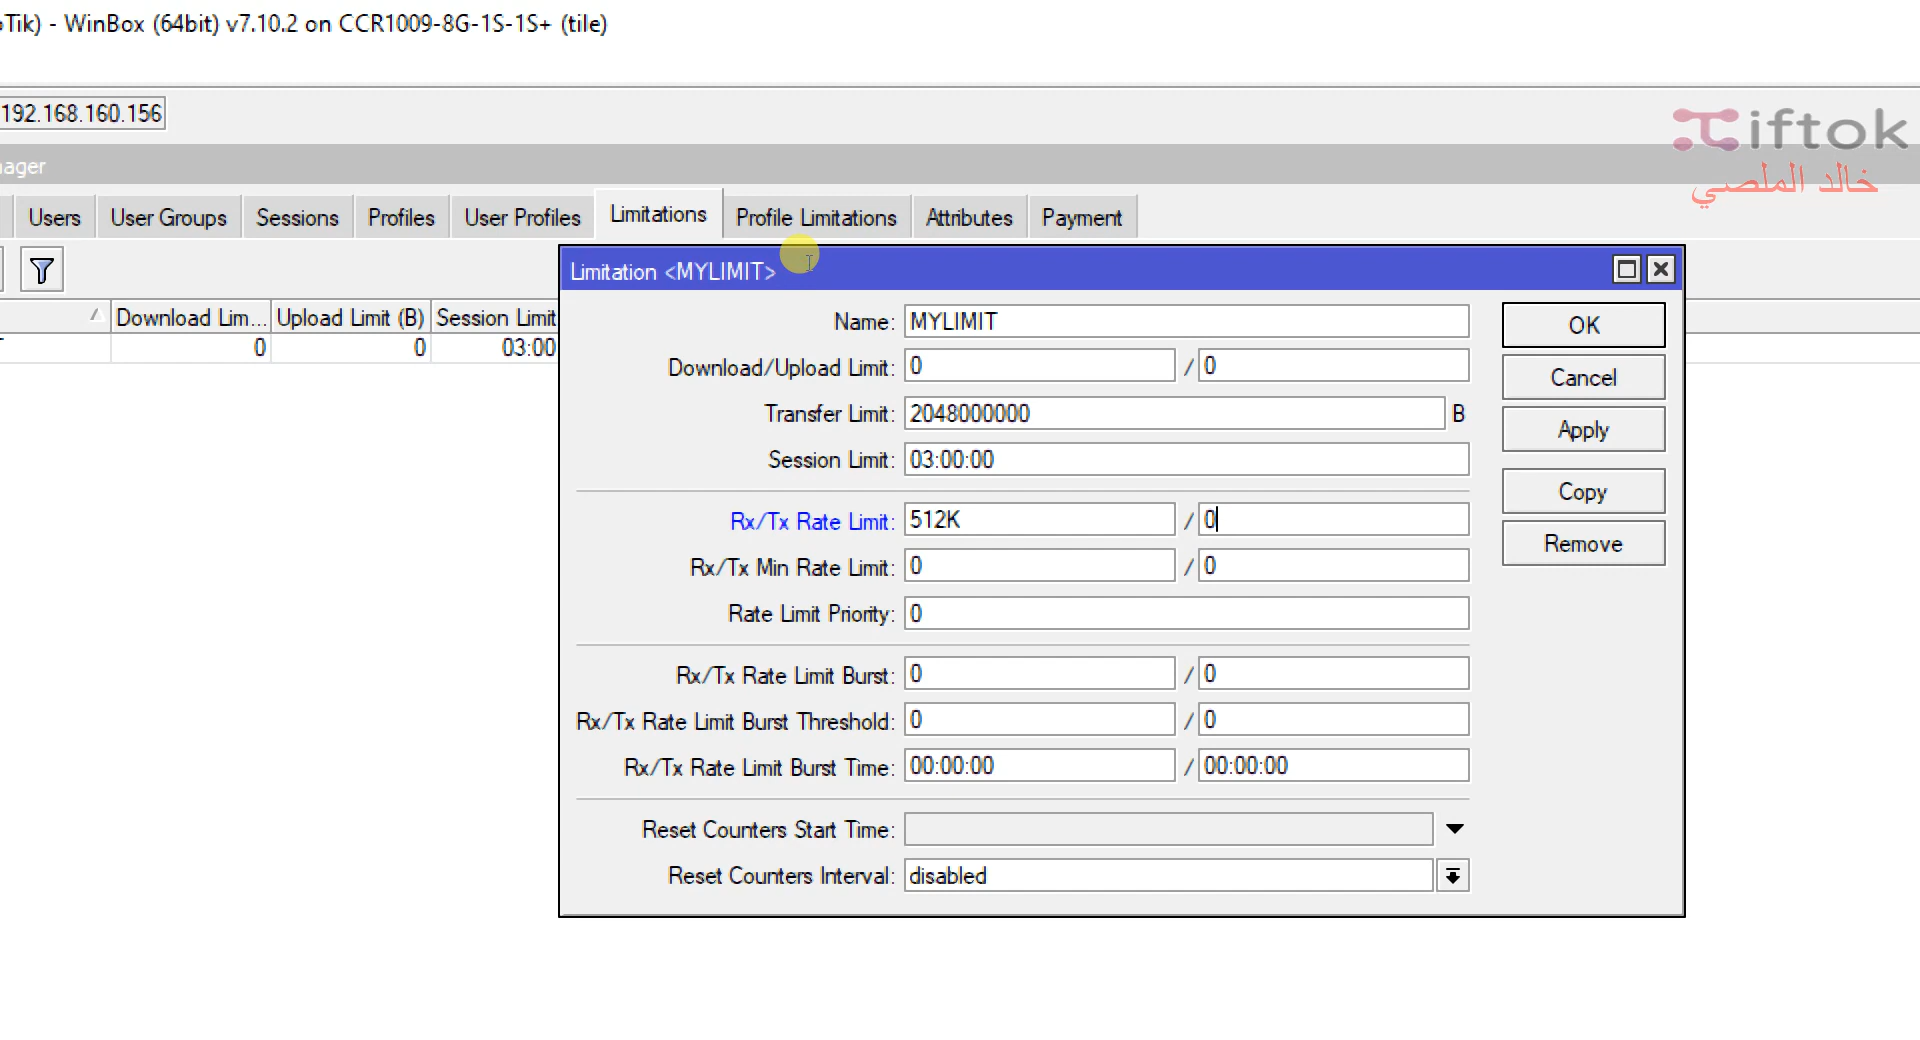 Tik) - WinBox (64bit) v7.10.2 on CCR1009-8G-1S-1S+ (tile)
192.168.160.156
iftok
خالد الملصي
nager
Users User Groups Sessions Profiles User Profiles Limitations Profile Limitations Attributes Payment
Limitation <MYLIMIT>
Download Lim... Upload Limit (B) Session Limit
0 0 03:00
Name: MYLIMIT
Download/Upload Limit: 0 / 0
Transfer Limit: 2048000000 B
Session Limit: 03:00:00
Rx/Tx Rate Limit: 512K / 0
Rx/Tx Min Rate Limit: 0 / 0
Rate Limit Priority: 0
Rx/Tx Rate Limit Burst: 0 / 0
Rx/Tx Rate Limit Burst Threshold: 0 / 0
Rx/Tx Rate Limit Burst Time: 00:00:00 / 00:00:00
Reset Counters Start Time:
Reset Counters Interval: disabled
OK
Cancel
Apply
Copy
Remove